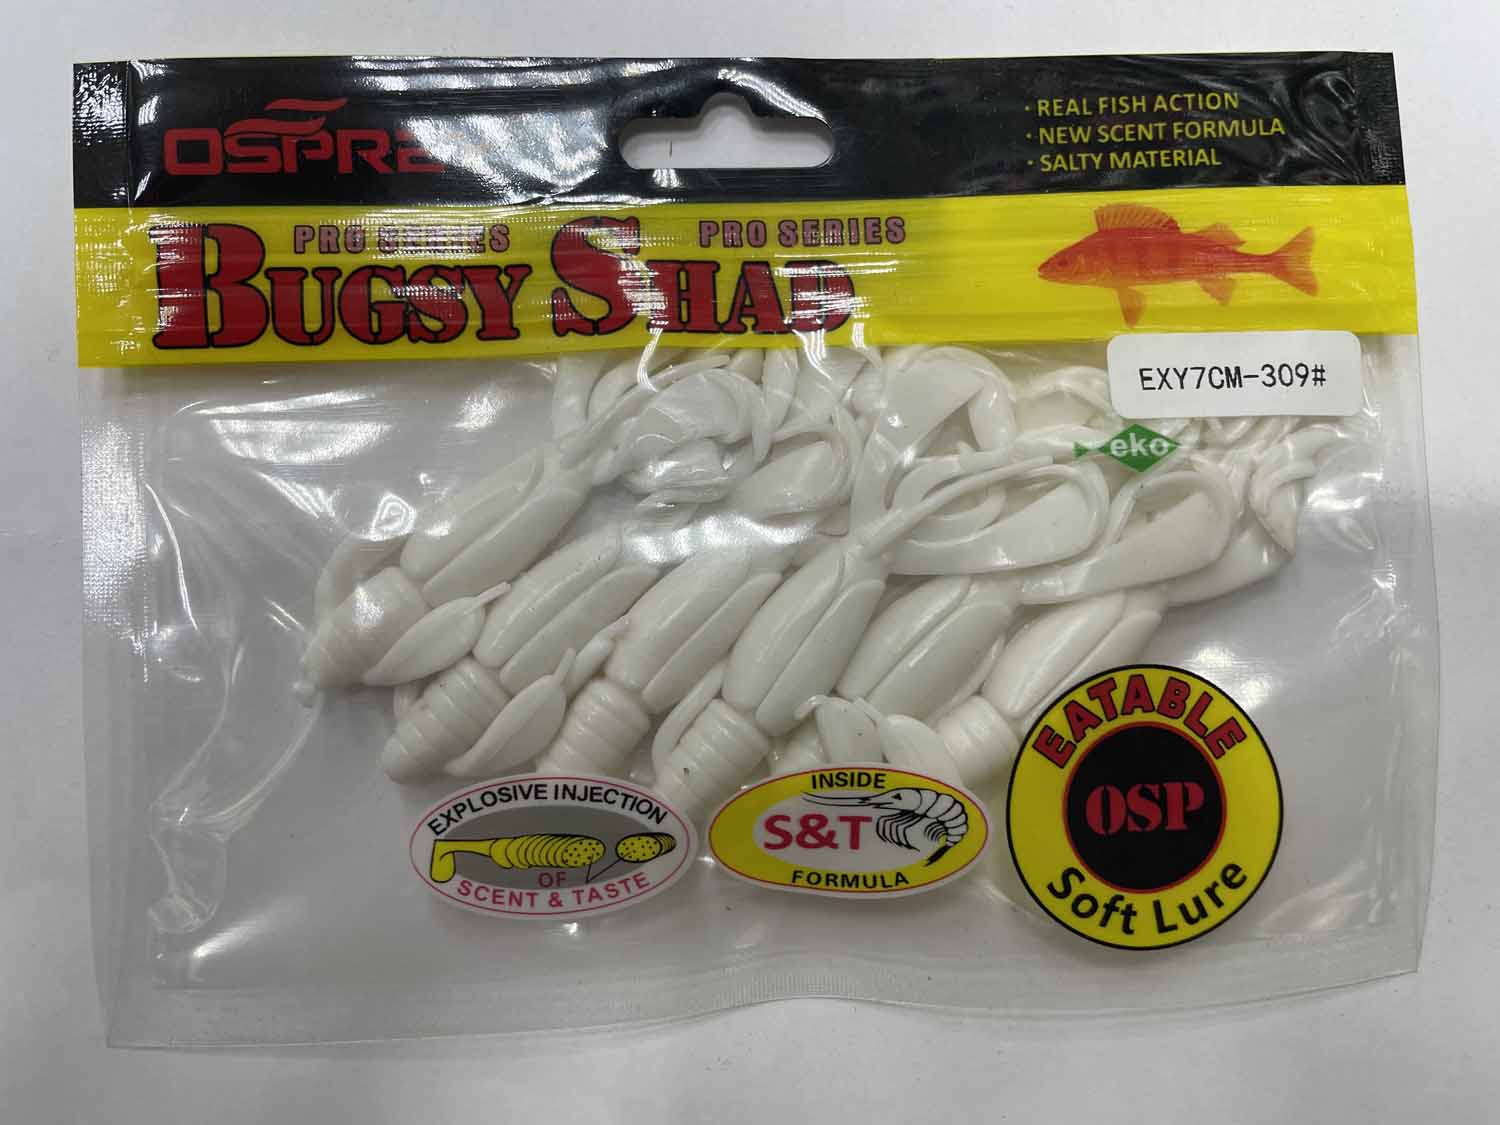 OSPREY
· REAL FISH ACTION
· NEW SCENT FORMULA
· SALTY MATERIAL
PRO SERIES
PRO SERIES
BUGSY SHAD
EXY7CM-309#
eko
EXPLOSIVE INJECTION
OF
SCENT & TASTE
INSIDE
S&T
FORMULA
EATABLE
OSP
Soft Lure